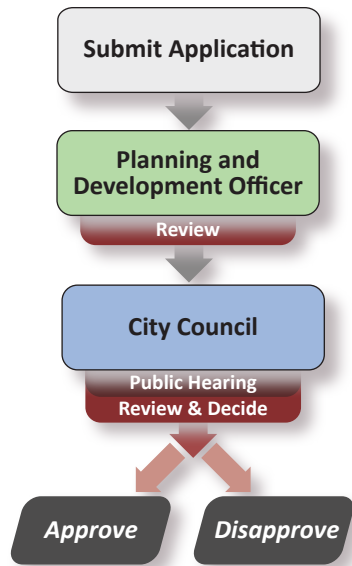 Submit Application
Planning and
Development Officer
Review
City Council
Public Hearing
Review & Decide
Approve
Disapprove